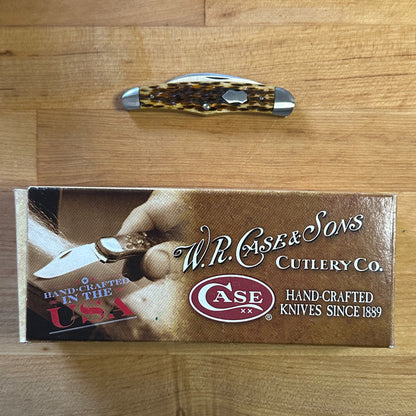 W.R. CASE & SONS
CUTLERY CO.
HAND-CRAFTED
IN THE
USA
CASE
XX
®
HAND-CRAFTED
KNIVES SINCE 1889